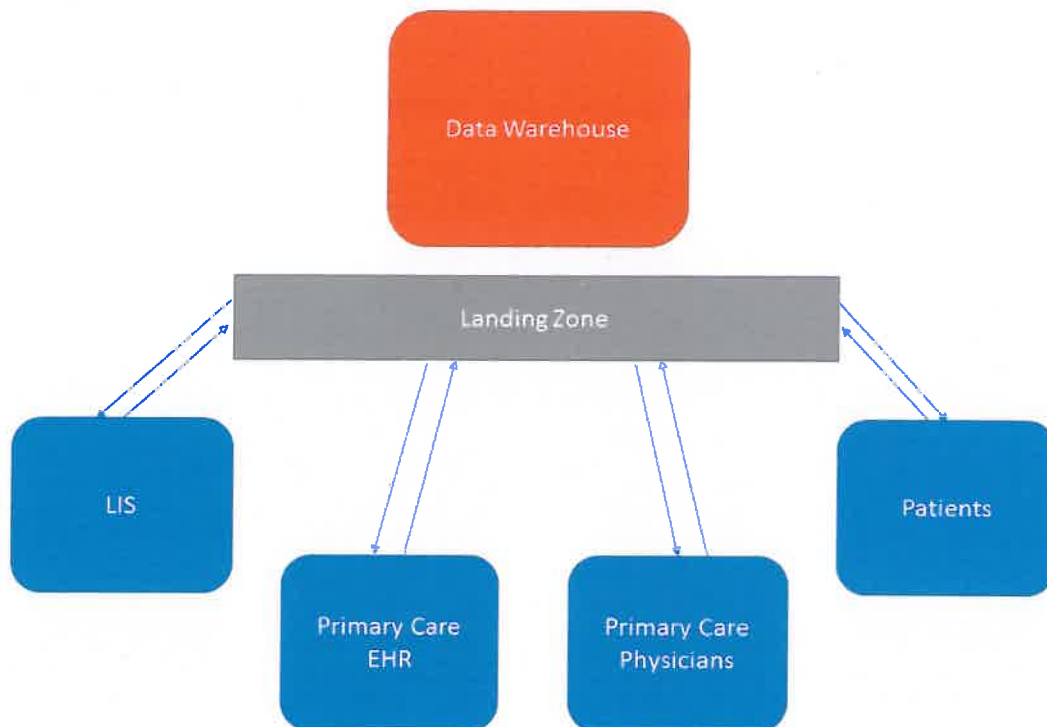 Data Warehouse
Landing Zone
LIS
Patients
Primary Care
EHR
Primary Care
Physicians